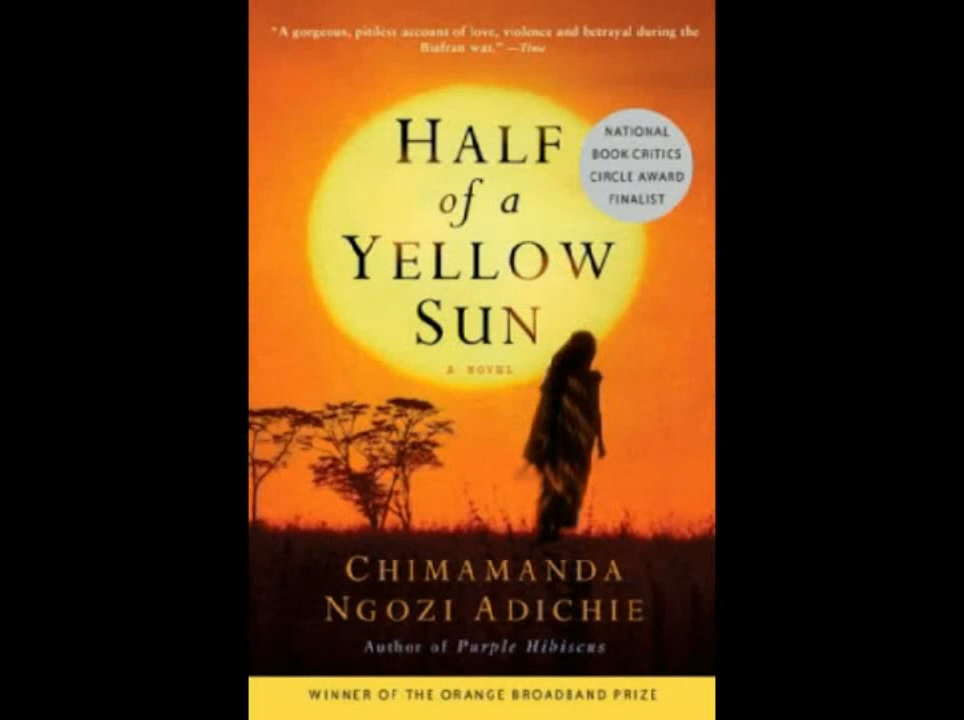 "A gorgeous, pitiless account of love, violence and betrayal during the
Biafran war." —Time
HALF
of a
YELLOW
SUN
A NOVEL
NATIONAL
BOOK CRITICS
CIRCLE AWARD
FINALIST
CHIMAMANDA
NGOZI ADICHIE
Author of Purple Hibiscus
WINNER OF THE ORANGE BROADBAND PRIZE